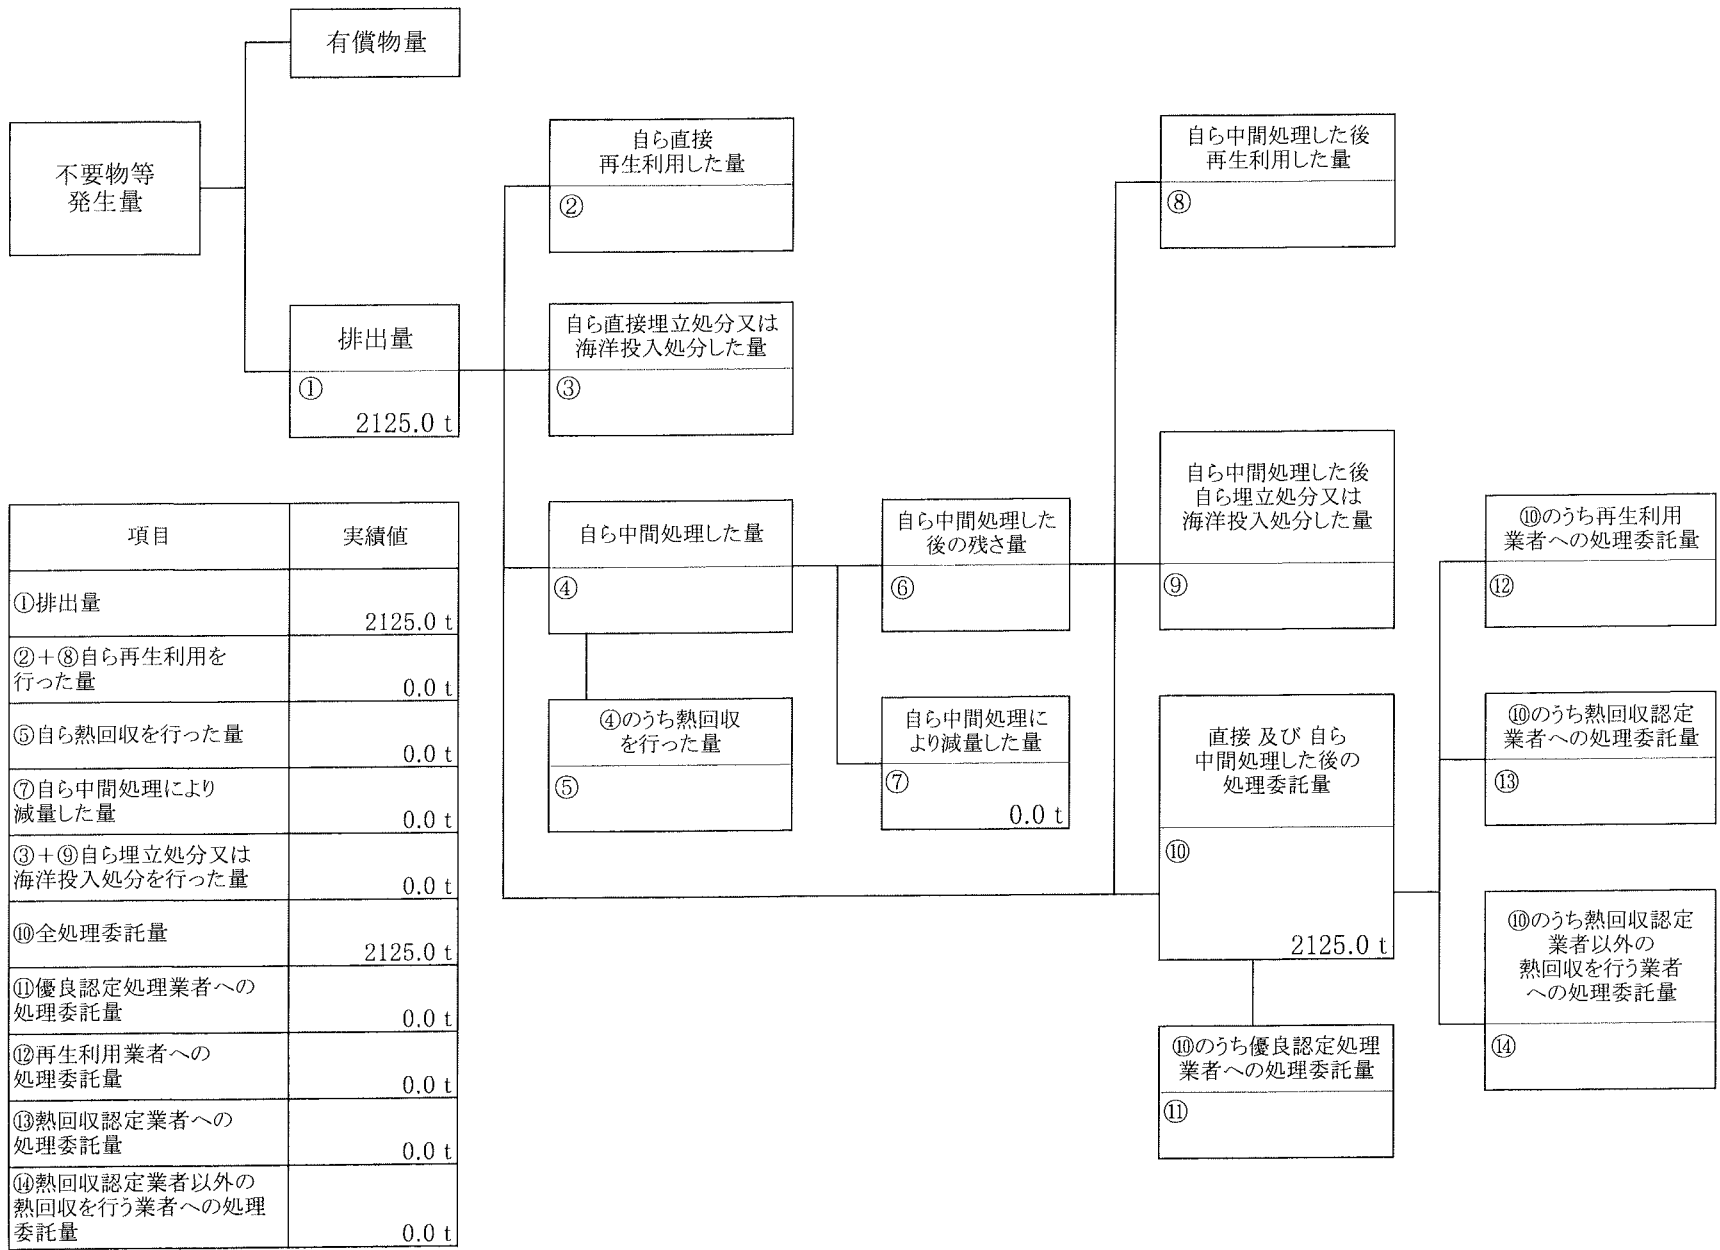 有償物量
不要物等
発生量
排出量
①
2125.0 t
自ら直接
再生利用した量
②
自ら直接埋立処分又は
海洋投入処分した量
③
自ら中間処理した量
④
④のうち熱回収
を行った量
⑤
自ら中間処理した
後の残さ量
⑥
自ら中間処理に
より減量した量
⑦
0.0 t
自ら中間処理した後
再生利用した量
⑧
自ら中間処理した後
自ら埋立処分又は
海洋投入処分した量
⑨
直接 及び 自ら
中間処理した後の
処理委託量
⑩
2125.0 t
⑩のうち優良認定処理
業者への処理委託量
⑪
⑩のうち再生利用
業者への処理委託量
⑫
⑩のうち熱回収認定
業者への処理委託量
⑬
⑩のうち熱回収認定
業者以外の
熱回収を行う業者
への処理委託量
⑭
項目 実績値
①排出量
2125.0 t
②+⑧自ら再生利用を
行った量
0.0 t
⑤自ら熱回収を行った量
0.0 t
⑦自ら中間処理により
減量した量
0.0 t
③+⑨自ら埋立処分又は
海洋投入処分を行った量
0.0 t
⑩全処理委託量
2125.0 t
⑪優良認定処理業者への
処理委託量
0.0 t
⑫再生利用業者への
処理委託量
0.0 t
⑬熱回収認定業者への
処理委託量
0.0 t
⑭熱回収認定業者以外の
熱回収を行う業者への処理
委託量
0.0 t